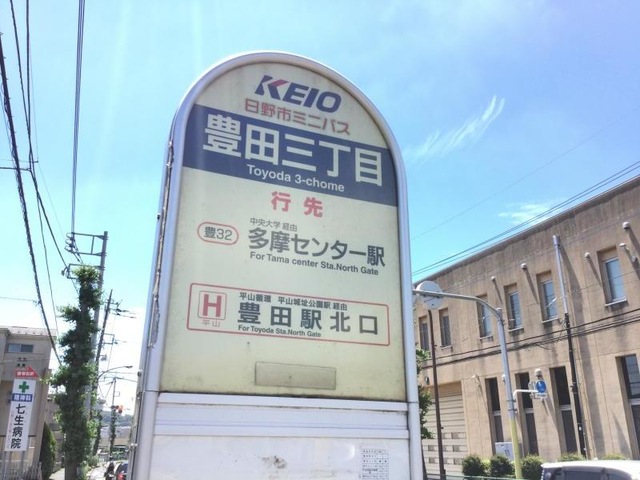 KEIO
日野市ミニバス
豊田三丁目
Toyoda 3-chome
行先
豊32
中央大学 経由
多摩センター駅
For Tama center Sta.North Gate
H
平山
平山循環 平山城址公園駅 経由
豊田駅北口
For Toyoda Sta.North Gate
七生病院